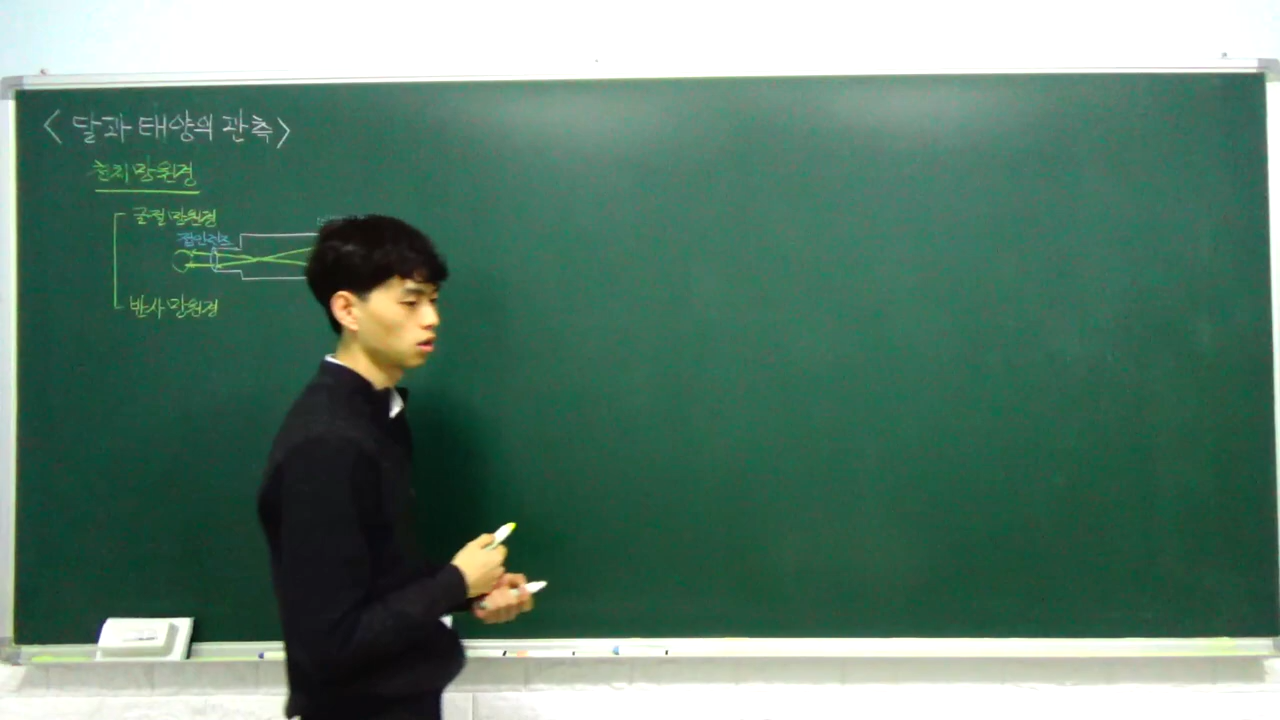 〈달과 태양의 관측〉
천체망원경
굴절망원경
접안렌즈
반사망원경